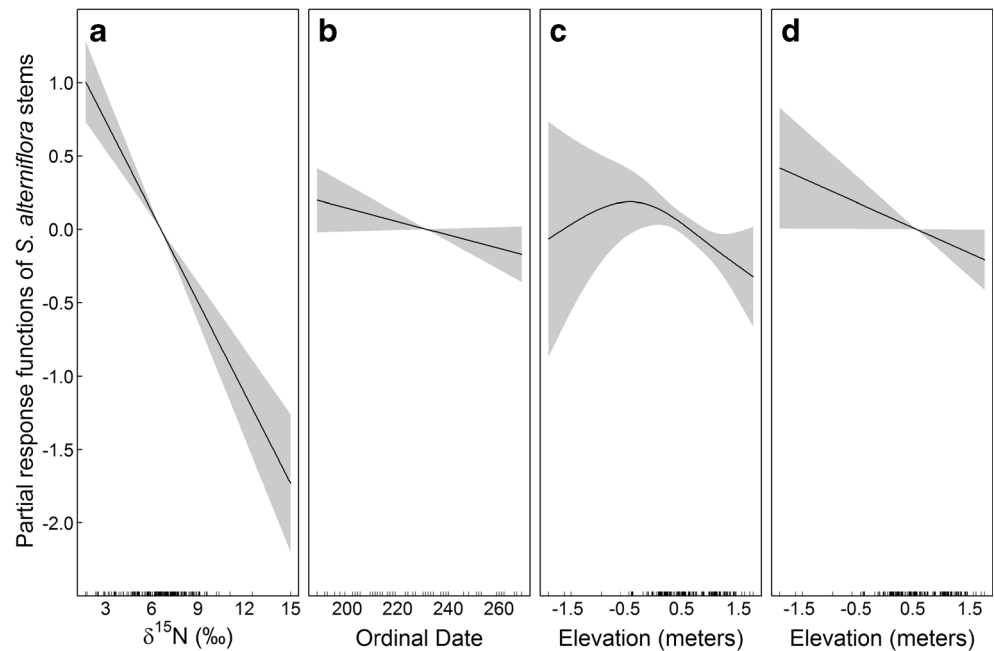 a b c d
Partial response functions of S. alterniflora stems
1.0
0.5
0.0
-0.5
-1.0
-1.5
-2.0
3 6 9 12 15
200 220 240 260
-1.5 -0.5 0.5 1.5
-1.5 -0.5 0.5 1.5
δ15N (‰)
Ordinal Date
Elevation (meters)
Elevation (meters)